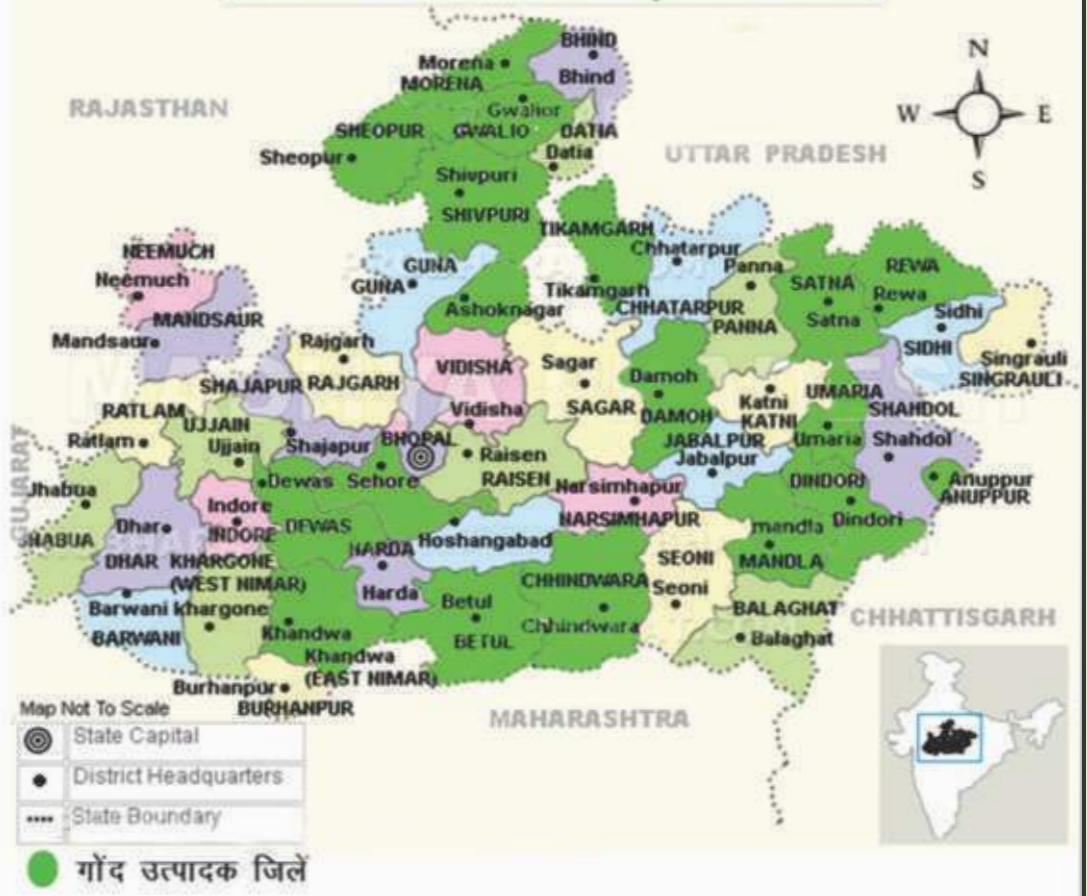 BHIND
Morena
MORENA
Bhind
N
RAJASTHAN
Gwalior
W
E
SHEOPUR
GWALIO
DATIA
Sheopur
Datia
UTTAR PRADESH
S
Shivpuri
SHIVPURI
TIKAMGARH
NEEMUCH
Chhatarpur
GUNA
Panna
REWA
Neemuch
GUNA
Tikamgarh
SATNA
Rewa
Ashoknagar
CHHATARPUR
Satna
Sidhi
MANDSAUR
PANNA
Mandsaur
Rajgarh
SIDHI
Singrauli
VIDISHA
Sagar
Damoh
SINGRAULI
SHAJAPUR
RAJGARH
Katni
UMARIA
RATLAM
Vidisha
SAGAR
DAMOH
KATNI
SHAHDOL
UJJAIN
Ratlam
Ujjain
Shajapur
BHOPAL
Raisen
JABALPUR
Umaria
Shahdol
GUJARAT
Jabalpur
Dewas
Sehore
RAISEN
Narsimhapur
DINDORI
Anuppur
Jhabua
ANUPPUR
Indore
Dhar
DEWAS
NARSIMHAPUR
Dindori
INDORE
mandla
HABUA
HARDA
Hoshangabad
DHAR
KHARGONE
SEONI
MANDLA
(WEST NIMAR)
CHHINDWARA
Seoni
Harda
Barwani
khargone
Betul
BALAGHAT
CHHATTISGARH
BARWANI
Khandwa
BETUL
Chhindwara
Balaghat
Khandwa
(EAST NIMAR)
Burhanpur
BURHANPUR
Map Not To Scale
MAHARASHTRA
State Capital
District Headquarters
State Boundary
गोंद उत्पादक जिलें